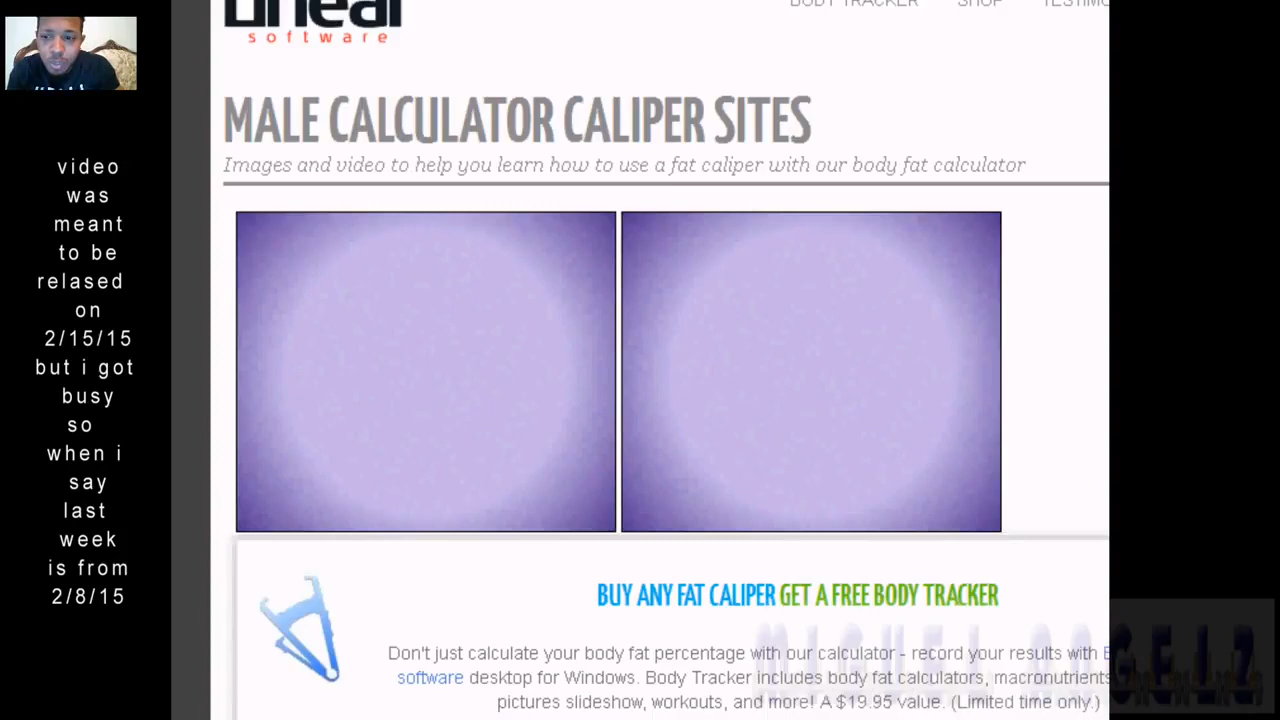 BODY TRACKER SHOP
software
MALE CALCULATOR CALIPER SITES
Images and video to help you learn how to use a fat caliper with our body fat calculator
video
was
meant
to be
relased
on
2/15/15
but i got
busy
so
when i
say
last
week
is from
2/8/15
BUY ANY FAT CALIPER GET A FREE BODY TRACKER
Don't just calculate your body fat percentage with our calculator - record your results with
software desktop for Windows. Body Tracker includes body fat calculators, macronutrients
pictures slideshow, workouts, and more! A $19.95 value. (Limited time only.)